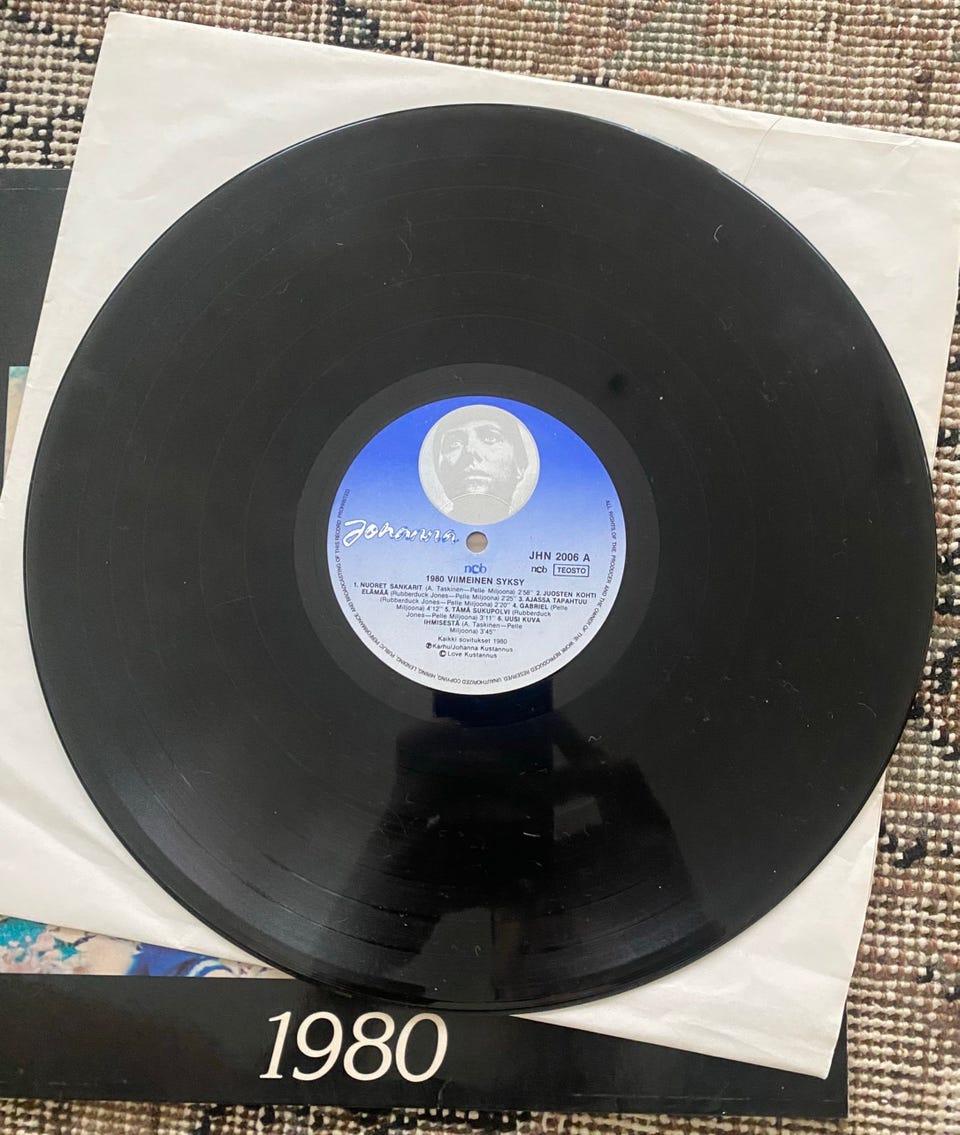 Johanna
JHN 2006 A
ncb
ncb TEOSTO
1980 VIIMEINEN SYKSY
1. NUORET SANKARIT (A. Taskinen—Pelle Miljoona) 2'58'' 2. JUOSTEN KOHTI
ELÄMÄÄ (Rubberduck Jones—Pelle Miljoona) 2'25'' 3. AJASSA TAPAHTUU
(Rubberduck Jones—Pelle Miljoona) 2'20'' 4. GABRIEL (Pelle
Miljoona) 4'12'' 5. TÄMÄ SUKUPOLVI (Rubberduck
Jones—Pelle Miljoona) 3'11'' 6. UUSI KUVA
IHMISESTÄ (A. Taskinen—Pelle
Miljoona) 3'45''
Kaikki sovitukset 1980
Ⓟ Karhu/Johanna Kustannus
© Love Kustannus
ALL RIGHTS OF THE PRODUCER AND THE OWNER OF THE WORK REPRODUCED RESERVED. UNAUTHORIZED COPYING, HIRING, LENDING, PUBLIC PERFORMANCE AND BROADCASTING OF THIS RECORD PROHIBITED
1980